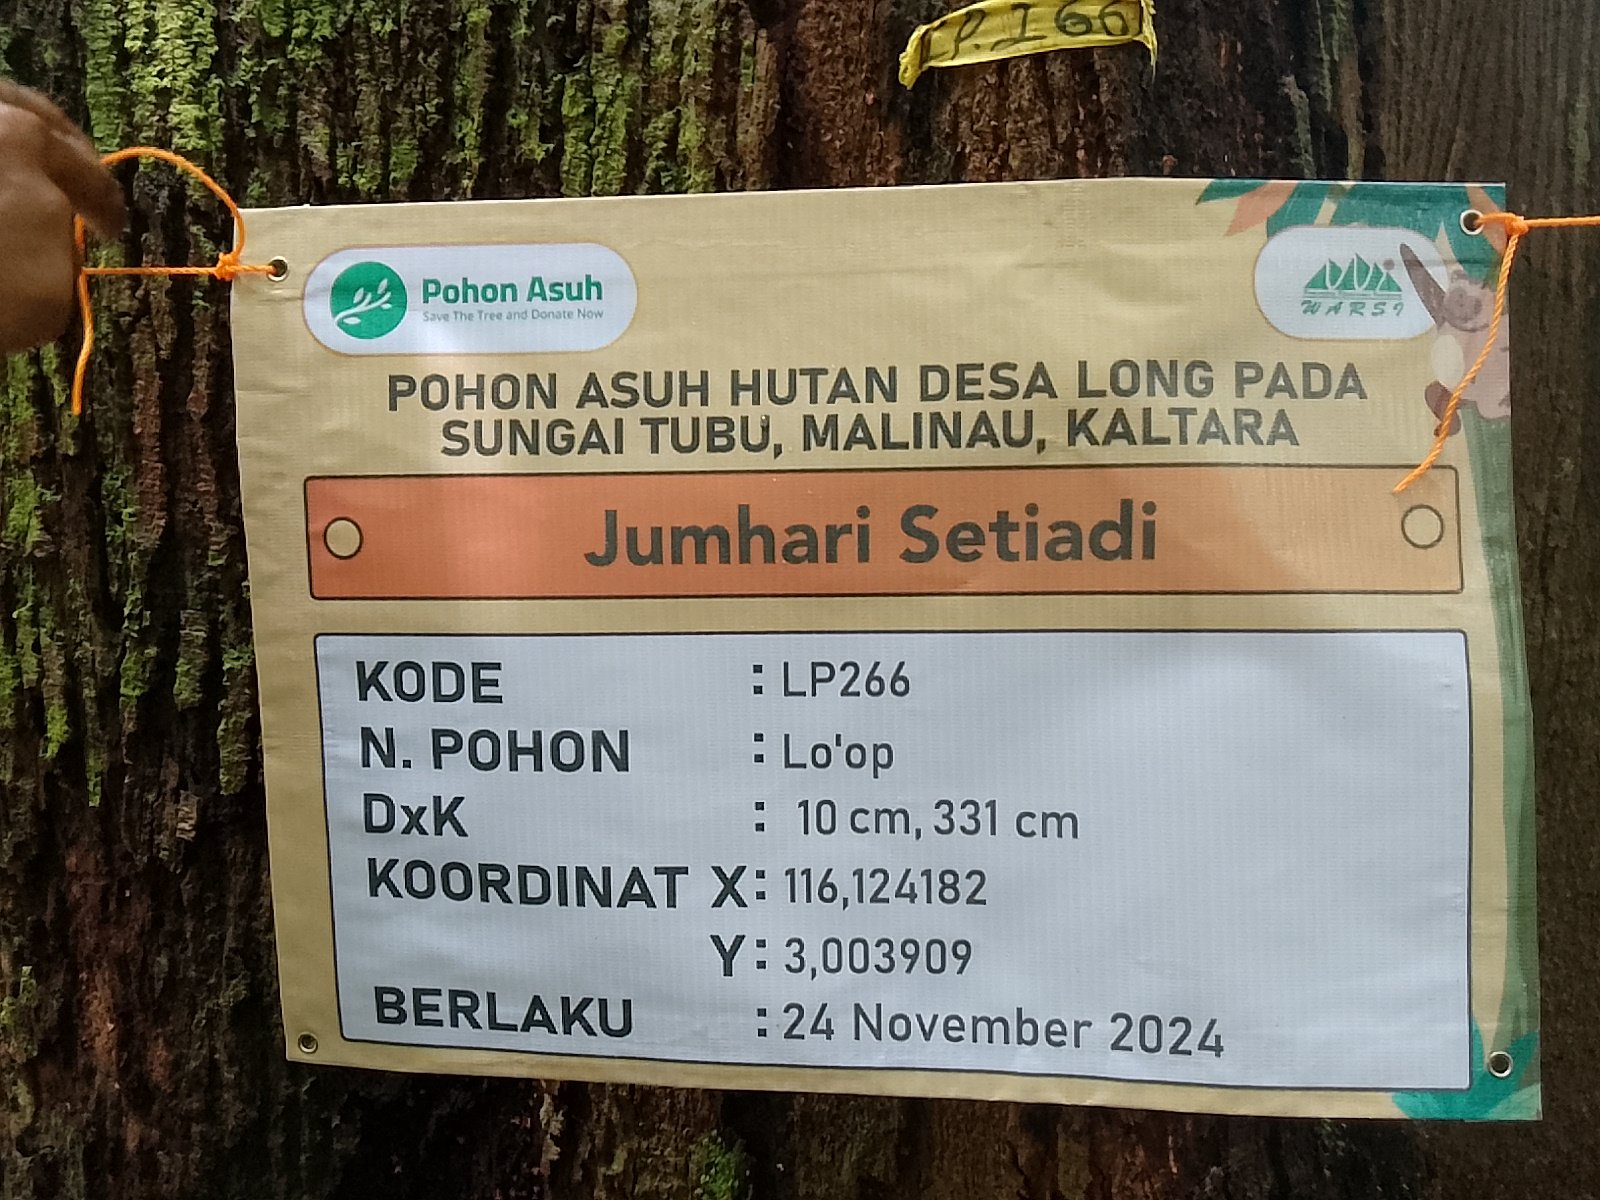 LP.266
Pohon Asuh
Save The Tree and Donate Now
WARSI
POHON ASUH HUTAN DESA LONG PADA
SUNGAI TUBU, MALINAU, KALTARA
Jumhari Setiadi
KODE : LP266
N. POHON : Lo'op
DxK : 10 cm, 331 cm
KOORDINAT X: 116,124182
Y: 3,003909
BERLAKU : 24 November 2024